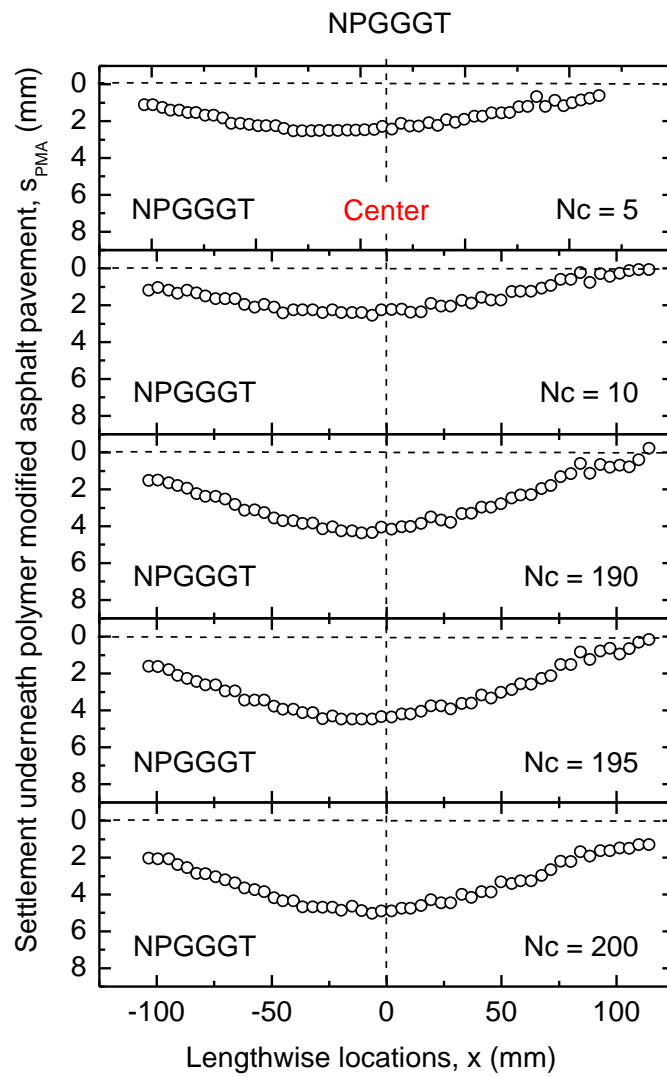 NPGGGT
Settlement underneath polymer modified asphalt pavement, s_PMA (mm)
0
2
4
6
8
NPGGGT
Center
Nc = 5
0
2
4
6
8
NPGGGT
Nc = 10
0
2
4
6
8
NPGGGT
Nc = 190
0
2
4
6
8
NPGGGT
Nc = 195
0
2
4
6
8
NPGGGT
Nc = 200
-100 -50 0 50 100
Lengthwise locations, x (mm)